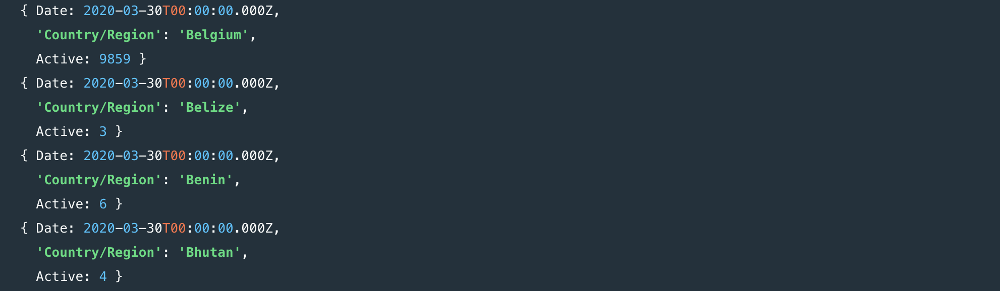 { Date: 2020-03-30T00:00:00.000Z,
'Country/Region': 'Belgium',
Active: 9859 }
{ Date: 2020-03-30T00:00:00.000Z,
'Country/Region': 'Belize',
Active: 3 }
{ Date: 2020-03-30T00:00:00.000Z,
'Country/Region': 'Benin',
Active: 6 }
{ Date: 2020-03-30T00:00:00.000Z,
'Country/Region': 'Bhutan',
Active: 4 }